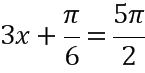 3x + π/6 = 5π/2